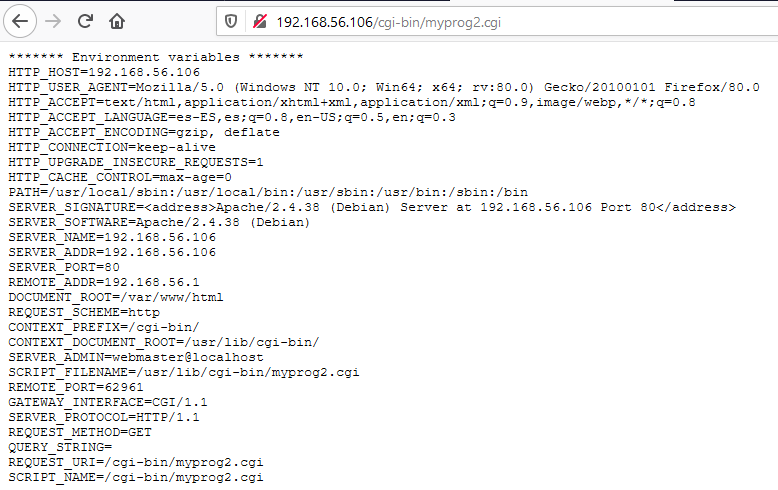 192.168.56.106/cgi-bin/myprog2.cgi
******* Environment variables *******
HTTP_HOST=192.168.56.106
HTTP_USER_AGENT=Mozilla/5.0 (Windows NT 10.0; Win64; x64; rv:80.0) Gecko/20100101 Firefox/80.0
HTTP_ACCEPT=text/html,application/xhtml+xml,application/xml;q=0.9,image/webp,*/*;q=0.8
HTTP_ACCEPT_LANGUAGE=es-ES,es;q=0.8,en-US;q=0.5,en;q=0.3
HTTP_ACCEPT_ENCODING=gzip, deflate
HTTP_CONNECTION=keep-alive
HTTP_UPGRADE_INSECURE_REQUESTS=1
HTTP_CACHE_CONTROL=max-age=0
PATH=/usr/local/sbin:/usr/local/bin:/usr/sbin:/usr/bin:/sbin:/bin
SERVER_SIGNATURE=<address>Apache/2.4.38 (Debian) Server at 192.168.56.106 Port 80</address>
SERVER_SOFTWARE=Apache/2.4.38 (Debian)
SERVER_NAME=192.168.56.106
SERVER_ADDR=192.168.56.106
SERVER_PORT=80
REMOTE_ADDR=192.168.56.1
DOCUMENT_ROOT=/var/www/html
REQUEST_SCHEME=http
CONTEXT_PREFIX=/cgi-bin/
CONTEXT_DOCUMENT_ROOT=/usr/lib/cgi-bin/
SERVER_ADMIN=webmaster@localhost
SCRIPT_FILENAME=/usr/lib/cgi-bin/myprog2.cgi
REMOTE_PORT=62961
GATEWAY_INTERFACE=CGI/1.1
SERVER_PROTOCOL=HTTP/1.1
REQUEST_METHOD=GET
QUERY_STRING=
REQUEST_URI=/cgi-bin/myprog2.cgi
SCRIPT_NAME=/cgi-bin/myprog2.cgi